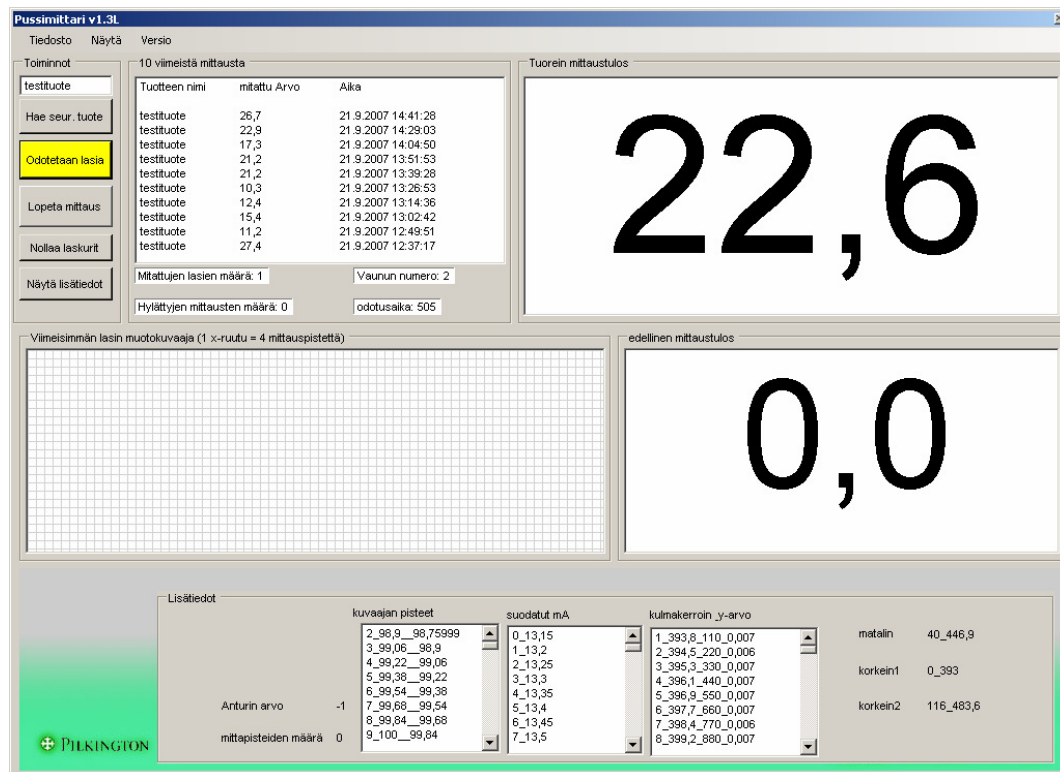 Pussimittari v1.3L
Tiedosto Näytä Versio
Toiminnot
testituote
Hae seur. tuote
Odotetaan lasia
Lopeta mittaus
Nollaa laskurit
Näytä lisätiedot
10 viimeistä mittausta
Tuotteen nimi mitattu Arvo Aika
testituote 26,7 21.9.2007 14:41:28
testituote 22,9 21.9.2007 14:29:03
testituote 17,3 21.9.2007 14:04:50
testituote 21,2 21.9.2007 13:51:53
testituote 21,2 21.9.2007 13:39:28
testituote 10,3 21.9.2007 13:26:53
testituote 12,4 21.9.2007 13:14:36
testituote 15,4 21.9.2007 13:02:42
testituote 11,2 21.9.2007 12:49:51
testituote 27,4 21.9.2007 12:37:17
Mitattujen lasien määrä: 1 Vaunun numero: 2
Hylättyjen mittausten määrä: 0 odotusaika: 505
Tuorein mittaustulos
22,6
Viimeisimmän lasin muotokuvaaja (1 x-ruutu = 4 mittauspistettä)
edellinen mittaustulos
0,0
Lisätiedot
Anturin arvo -1
mittapisteiden määrä 0
kuvaajan pisteet
2_98,9__98,75999
3_99,06__98,9
4_99,22__99,06
5_99,38__99,22
6_99,54__99,38
7_99,68__99,54
8_99,84__99,68
9_100__99,84
suodatut mA
0_13,15
1_13,2
2_13,25
3_13,3
4_13,35
5_13,4
6_13,45
7_13,5
kulmakerroin _y-arvo
1_393,8_110_0,007
2_394,5_220_0,006
3_395,3_330_0,007
4_396,1_440_0,007
5_396,9_550_0,007
6_397,7_660_0,007
7_398,4_770_0,006
8_399,2_880_0,007
matalin 40_446,9
korkein1 0_393
korkein2 116_483,6
PILKINGTON